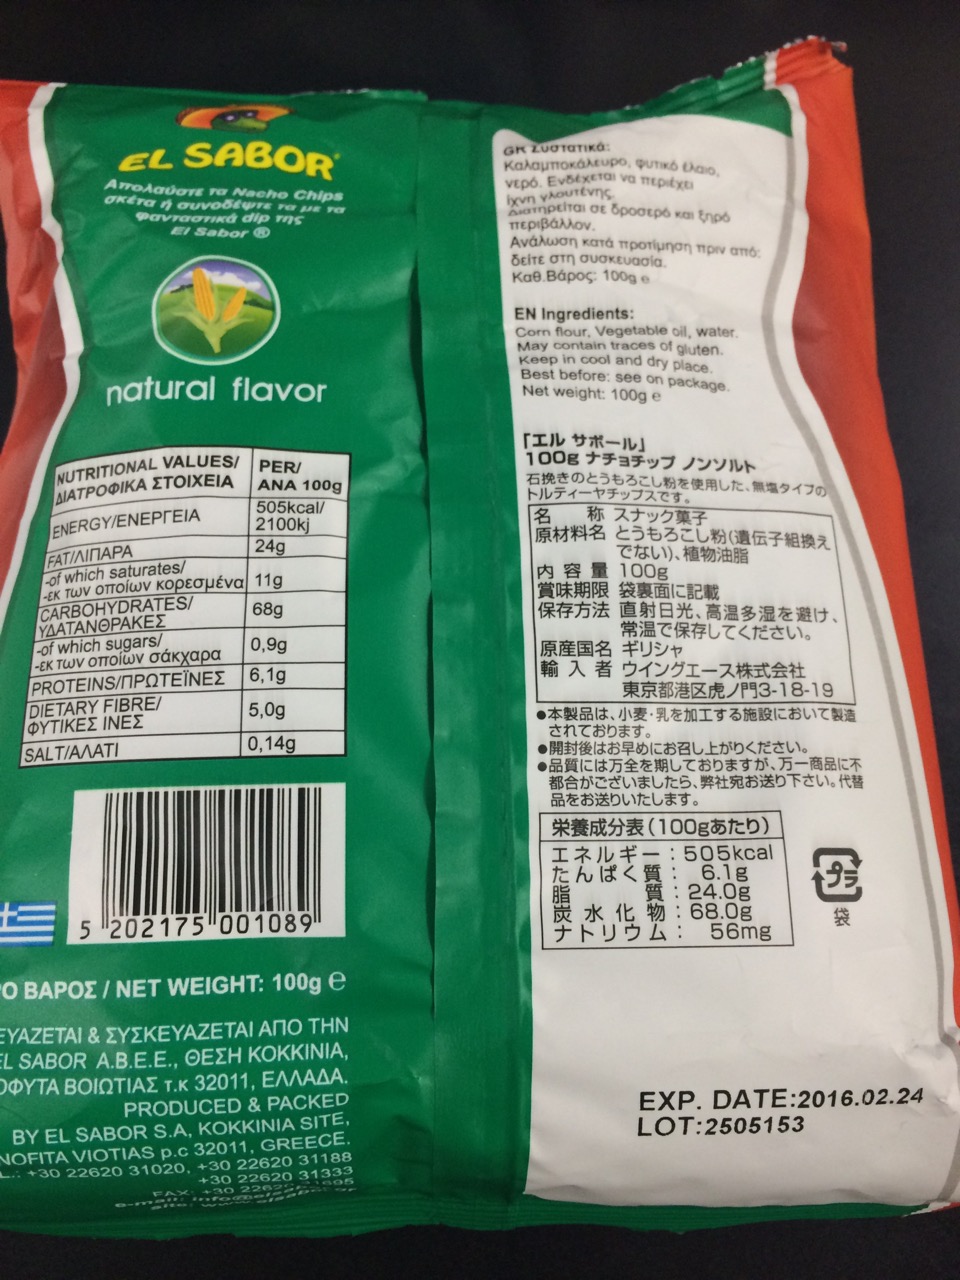 EL SABOR®
Απολαύστε τα Nacho Chips
σκέτα ή συνοδέψτε τα με τα
φανταστικά dip της
El Sabor ®
natural flavor
NUTRITIONAL VALUES/
ΔΙΑΤΡΟΦΙΚΑ ΣΤΟΙΧΕΙΑ
PER/
ANA 100g
ENERGY/ΕΝΕΡΓΕΙΑ
505kcal/
2100kj
FAT/ΛΙΠΑΡΑ
24g
-of which saturates/
-εκ των οποίων κορεσμένα
11g
CARBOHYDRATES/
ΥΔΑΤΑΝΘΡΑΚΕΣ
68g
-of which sugars/
-εκ των οποίων σάκχαρα
0,9g
PROTEINS/ΠΡΩΤΕΪΝΕΣ
6,1g
DIETARY FIBRE/
ΦΥΤΙΚΕΣ ΙΝΕΣ
5,0g
SALT/ΑΛΑΤΙ
0,14g
5 202175 001089
ΒΑΡΟΣ / NET WEIGHT: 100g e
& ΣΥΣΚΕΥΑΖΕΤΑΙ ΑΠΟ ΤΗΝ
EL SABOR Α.Β.Ε.Ε., ΘΕΣΗ ΚΟΚΚΙΝΙΑ,
ΒΟΙΩΤΙΑΣ τ.κ 32011, ΕΛΛΑΔΑ.
PRODUCED & PACKED
BY EL SABOR S.A, KOKKINIA SITE,
VIOTIAS p.c 32011, GREECE.
+30 22620 31020, +30 22620 31188
+30 22620 31333
FAX: +30
e-mail:
site:
GR Συστατικά:
Καλαμποκάλευρο, φυτικό έλαιο,
νερό. Ενδέχεται να περιέχει
ίχνη γλουτένης.
Διατηρείται σε δροσερό και ξηρό
περιβάλλον.
Ανάλωση κατά προτίμηση πριν από:
δείτε στη συσκευασία.
Καθ.Βάρος: 100g e
EN Ingredients:
Corn flour, Vegetable oil, water.
May contain traces of gluten.
Keep in cool and dry place.
Best before: see on package.
Net weight: 100g e
「エル サボール」
100g ナチョチップ ノンソルト
石挽きのとうもろこし粉を使用した、無塩タイプの
トルティーヤチップスです。
名 称 スナック菓子
原材料名 とうもろこし粉(遺伝子組換え
でない)、植物油脂
内 容 量 100g
賞味期限 袋裏面に記載
保存方法 直射日光、高温多湿を避け、
常温で保存してください。
原産国名 ギリシャ
輸 入 者 ウイングエース株式会社
東京都港区虎ノ門3-18-19
●本製品は、小麦・乳を加工する施設において製造
されております。
●開封後はお早めにお召し上がりください。
●品質には万全を期しておりますが、万一商品に不
都合がございましたら、弊社宛お送り下さい。代替
品をお送りいたします。
栄養成分表(100gあたり)
エネルギー : 505kcal
たんぱく質 : 6.1g
脂 質 : 24.0g
炭 水 化 物 : 68.0g
ナトリウム : 56mg
プラ
袋
EXP. DATE:2016.02.24
LOT:2505153